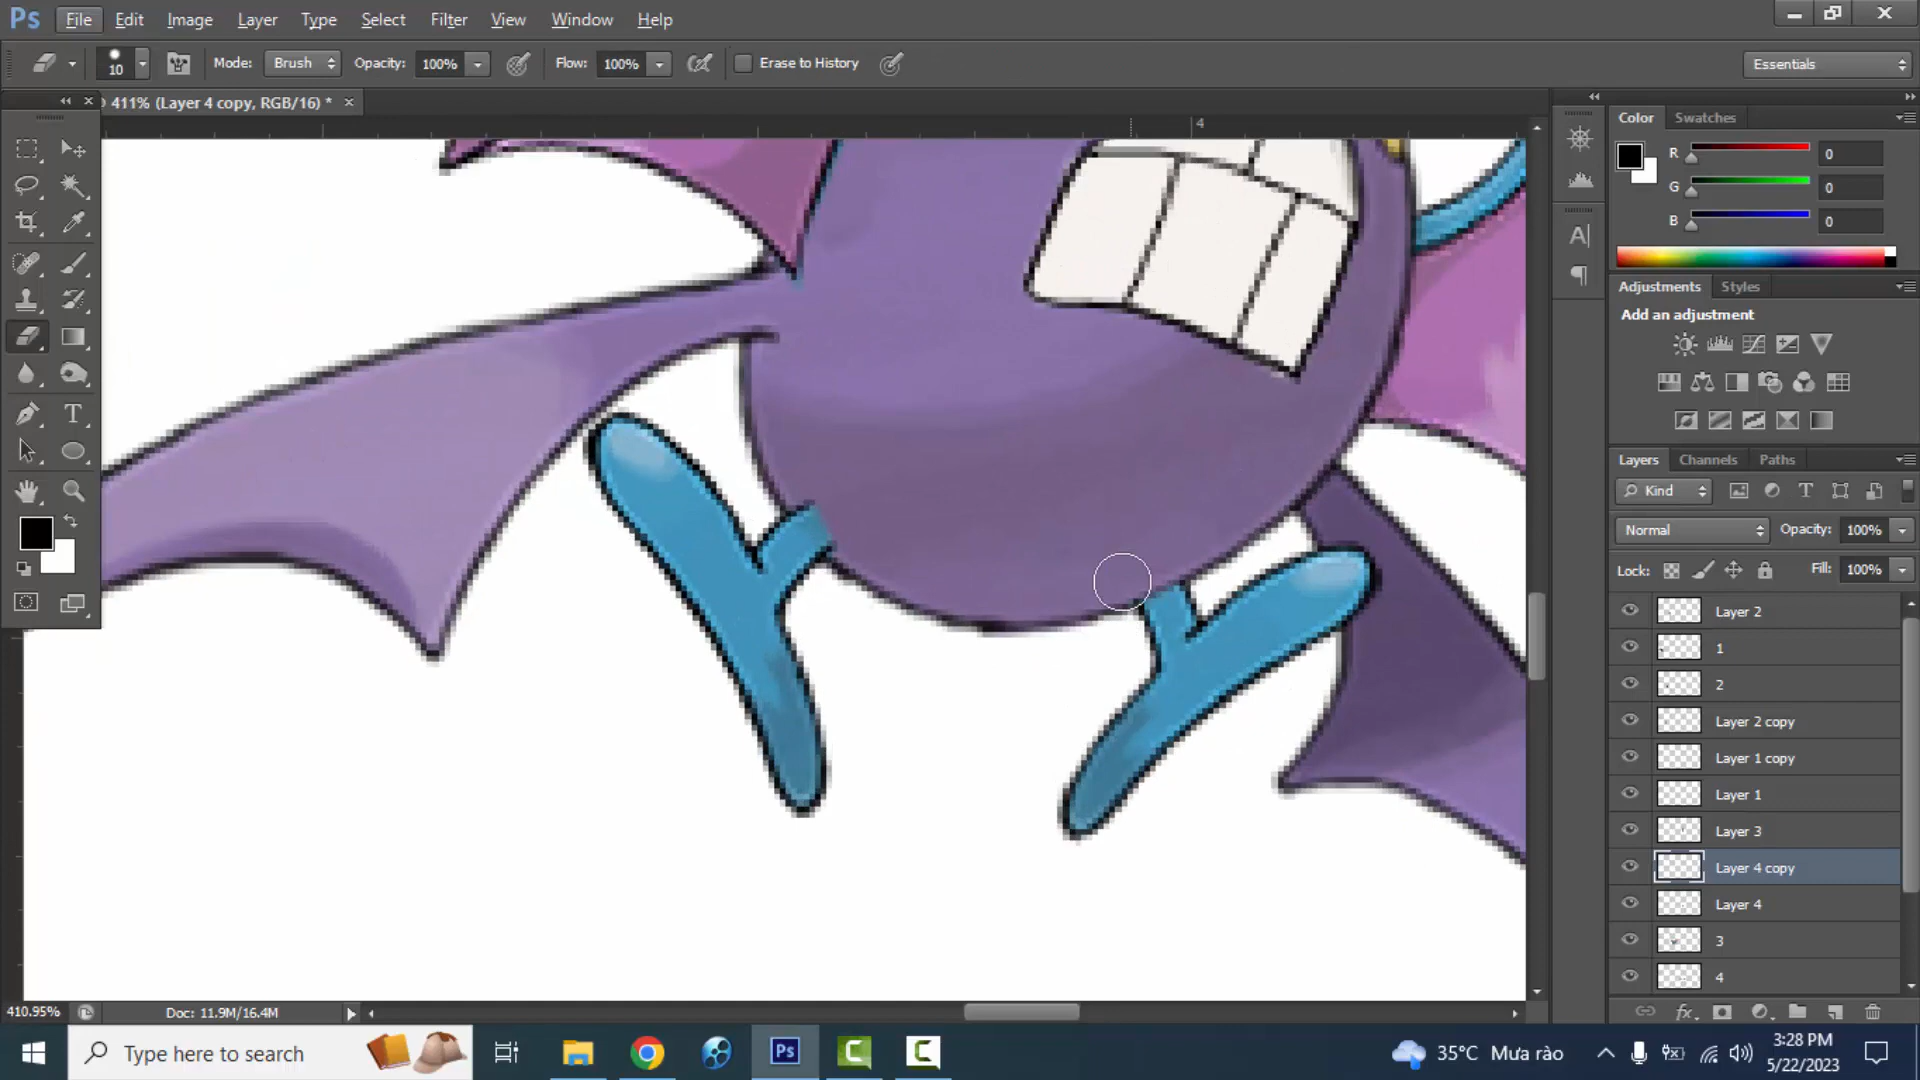 Ps File Edit Image Layer Type Select Filter View Window Help
10 Mode: Brush Opacity: 100% Flow: 100% Erase to History Essentials
411% (Layer 4 copy, RGB/16) *
4
Color Swatches
R 0
G 0
B 0
Adjustments Styles
Add an adjustment
Layers Channels Paths
Kind
Normal Opacity: 100%
Lock: Fill: 100%
Layer 2
1
2
Layer 2 copy
Layer 1 copy
Layer 1
Layer 3
Layer 4 copy
Layer 4
3
4
410.95% Doc: 11.9M/16.4M
Type here to search
Ps
35°C Mưa rào
3:28 PM
5/22/2023